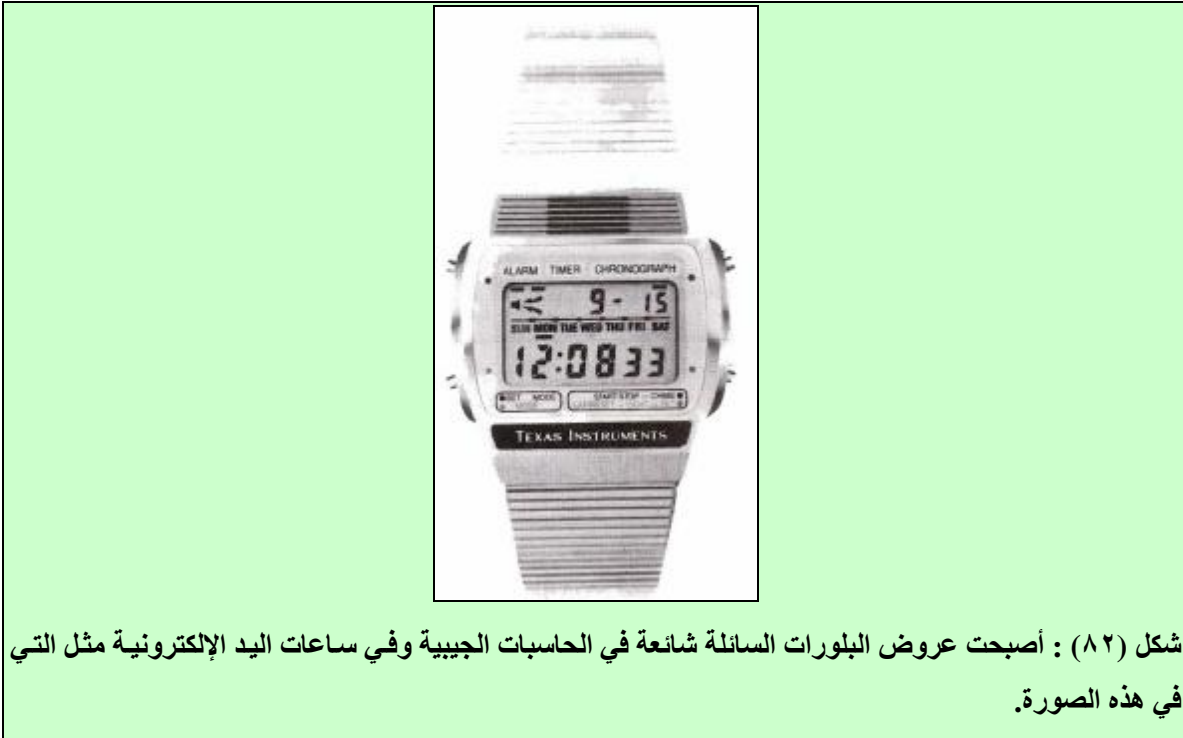 ALARM TIMER CHRONOGRAPH
9 - 15
SUN MON TUE WED THU FRI SAT
12:08 33
SET MODE START STOP
TEXAS INSTRUMENTS
شكل (٨٢) : أصبحت عروض البلورات السائلة شائعة في الحاسبات الجيبية وفي ساعات اليد الإلكترونية مثل التي
في هذه الصورة.